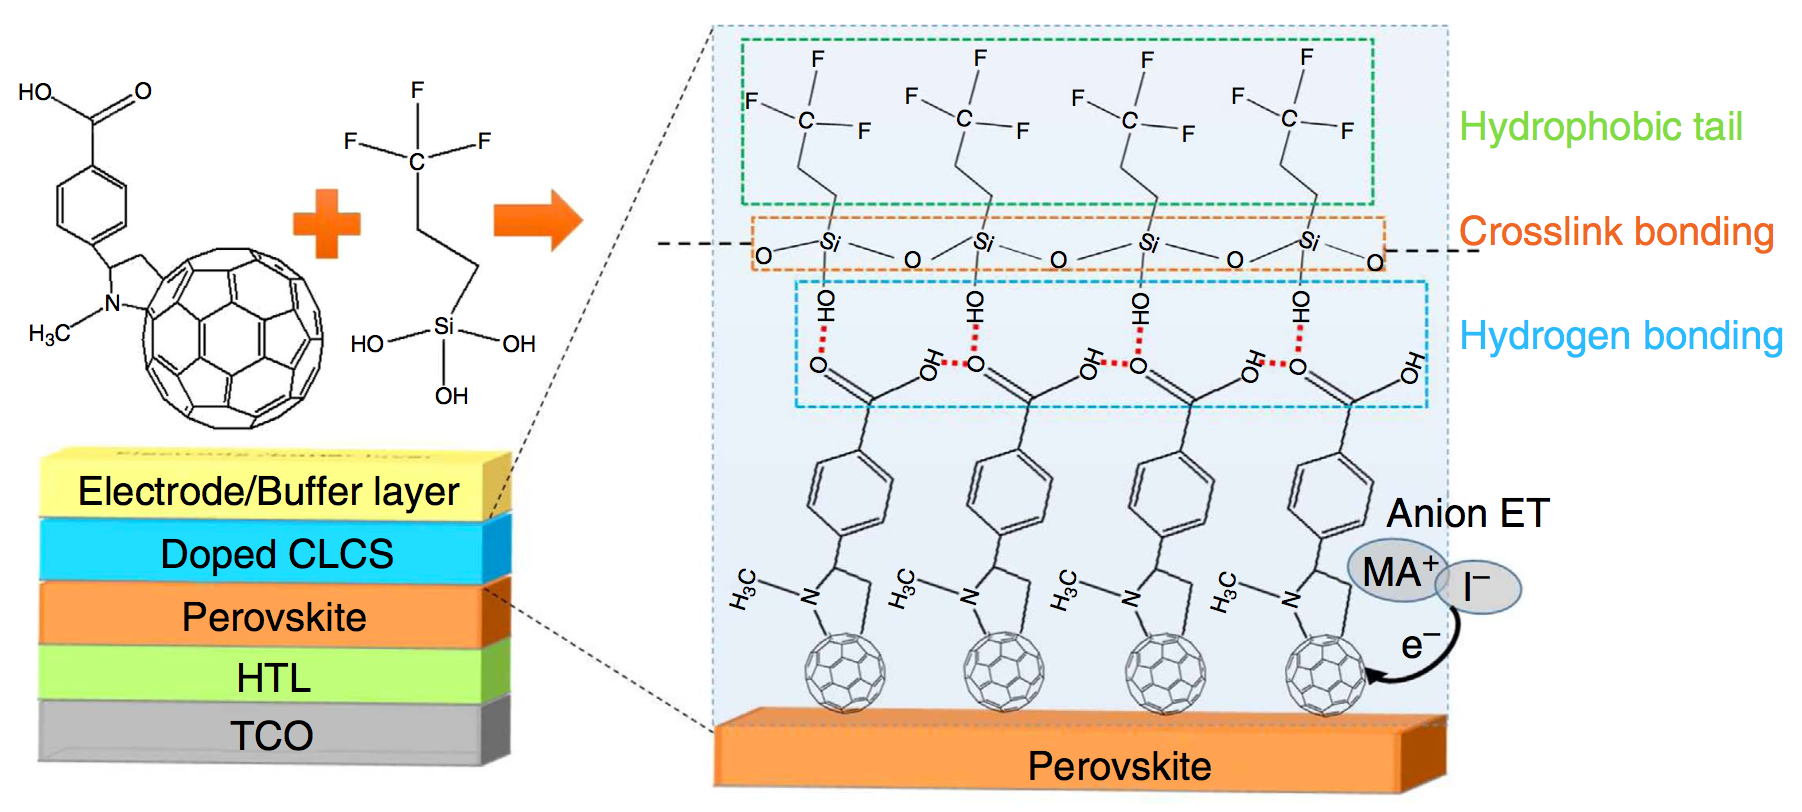 HO
O
F
F
F
C
N
H₃C
Si
HO
OH
OH
Electrode/Buffer layer
Doped CLCS
Perovskite
HTL
TCO
F
F
F
F
F
F
F
F
F
F
F
F
C
C
C
C
Hydrophobic tail
Si
Si
Si
Si
O
O
O
O
O
Crosslink bonding
HO
HO
HO
HO
O
OH
O
OH
O
OH
O
OH
Hydrogen bonding
H₃C
N
H₃C
N
H₃C
N
H₃C
N
Anion ET
MA⁺
I⁻
e⁻
Perovskite